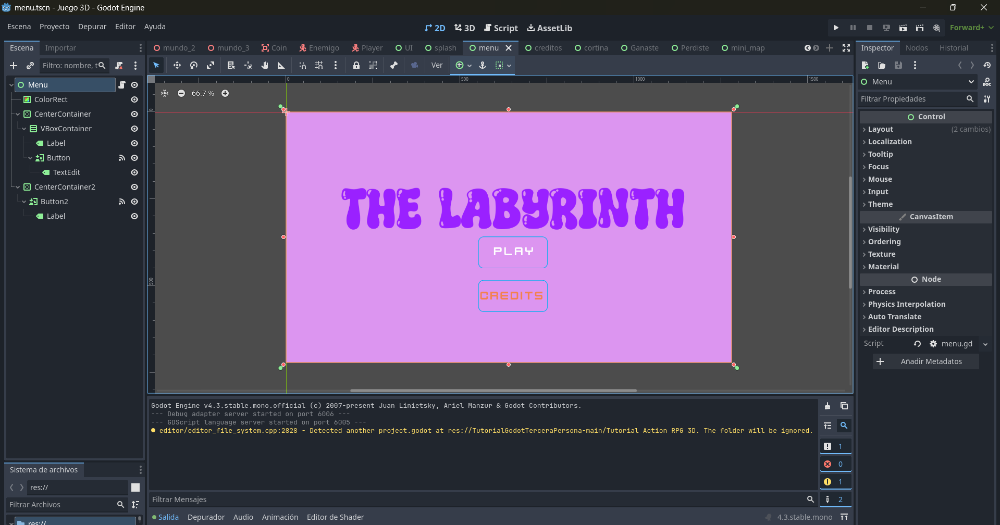 menu.tscn - Juego 3D - Godot Engine
Escena Proyecto Depurar Editor Ayuda
2D 3D Script AssetLib
Forward+
Escena Importar
Filtro: nombre, t
Menu
ColorRect
CenterContainer
VBoxContainer
Label
Button
TextEdit
CenterContainer2
Button2
Label
Sistema de archivos
res://
Filtrar Archivos
res://
mundo_2 mundo_3 Coin Enemigo Player UI splash menu creditos cortina Ganaste Perdiste mini_map
Ver
0 500 1000 1500
66.7 %
0
500
THE LABYRINTH
PLAY
CREDITS
Godot Engine v4.3.stable.mono.official (c) 2007-present Juan Linietsky, Ariel Manzur & Godot Contributors.
--- Debug adapter server started on port 6006 ---
--- GDScript language server started on port 6005 ---
editor/editor_file_system.cpp:2828 - Detected another project.godot at res://TutorialGodotTerceraPersona-main/Tutorial Action RPG 3D. The folder will be ignored.
1
0
1
2
Filtrar Mensajes
Salida Depurador Audio Animación Editor de Shader
4.3.stable.mono
Inspector Nodos Historial
Menu
DOC
Filtrar Propiedades
Control
Layout (2 cambios)
Localization
Tooltip
Focus
Mouse
Input
Theme
CanvasItem
Visibility
Ordering
Texture
Material
Node
Process
Physics Interpolation
Auto Translate
Editor Description
Script menu.gd
Añadir Metadatos